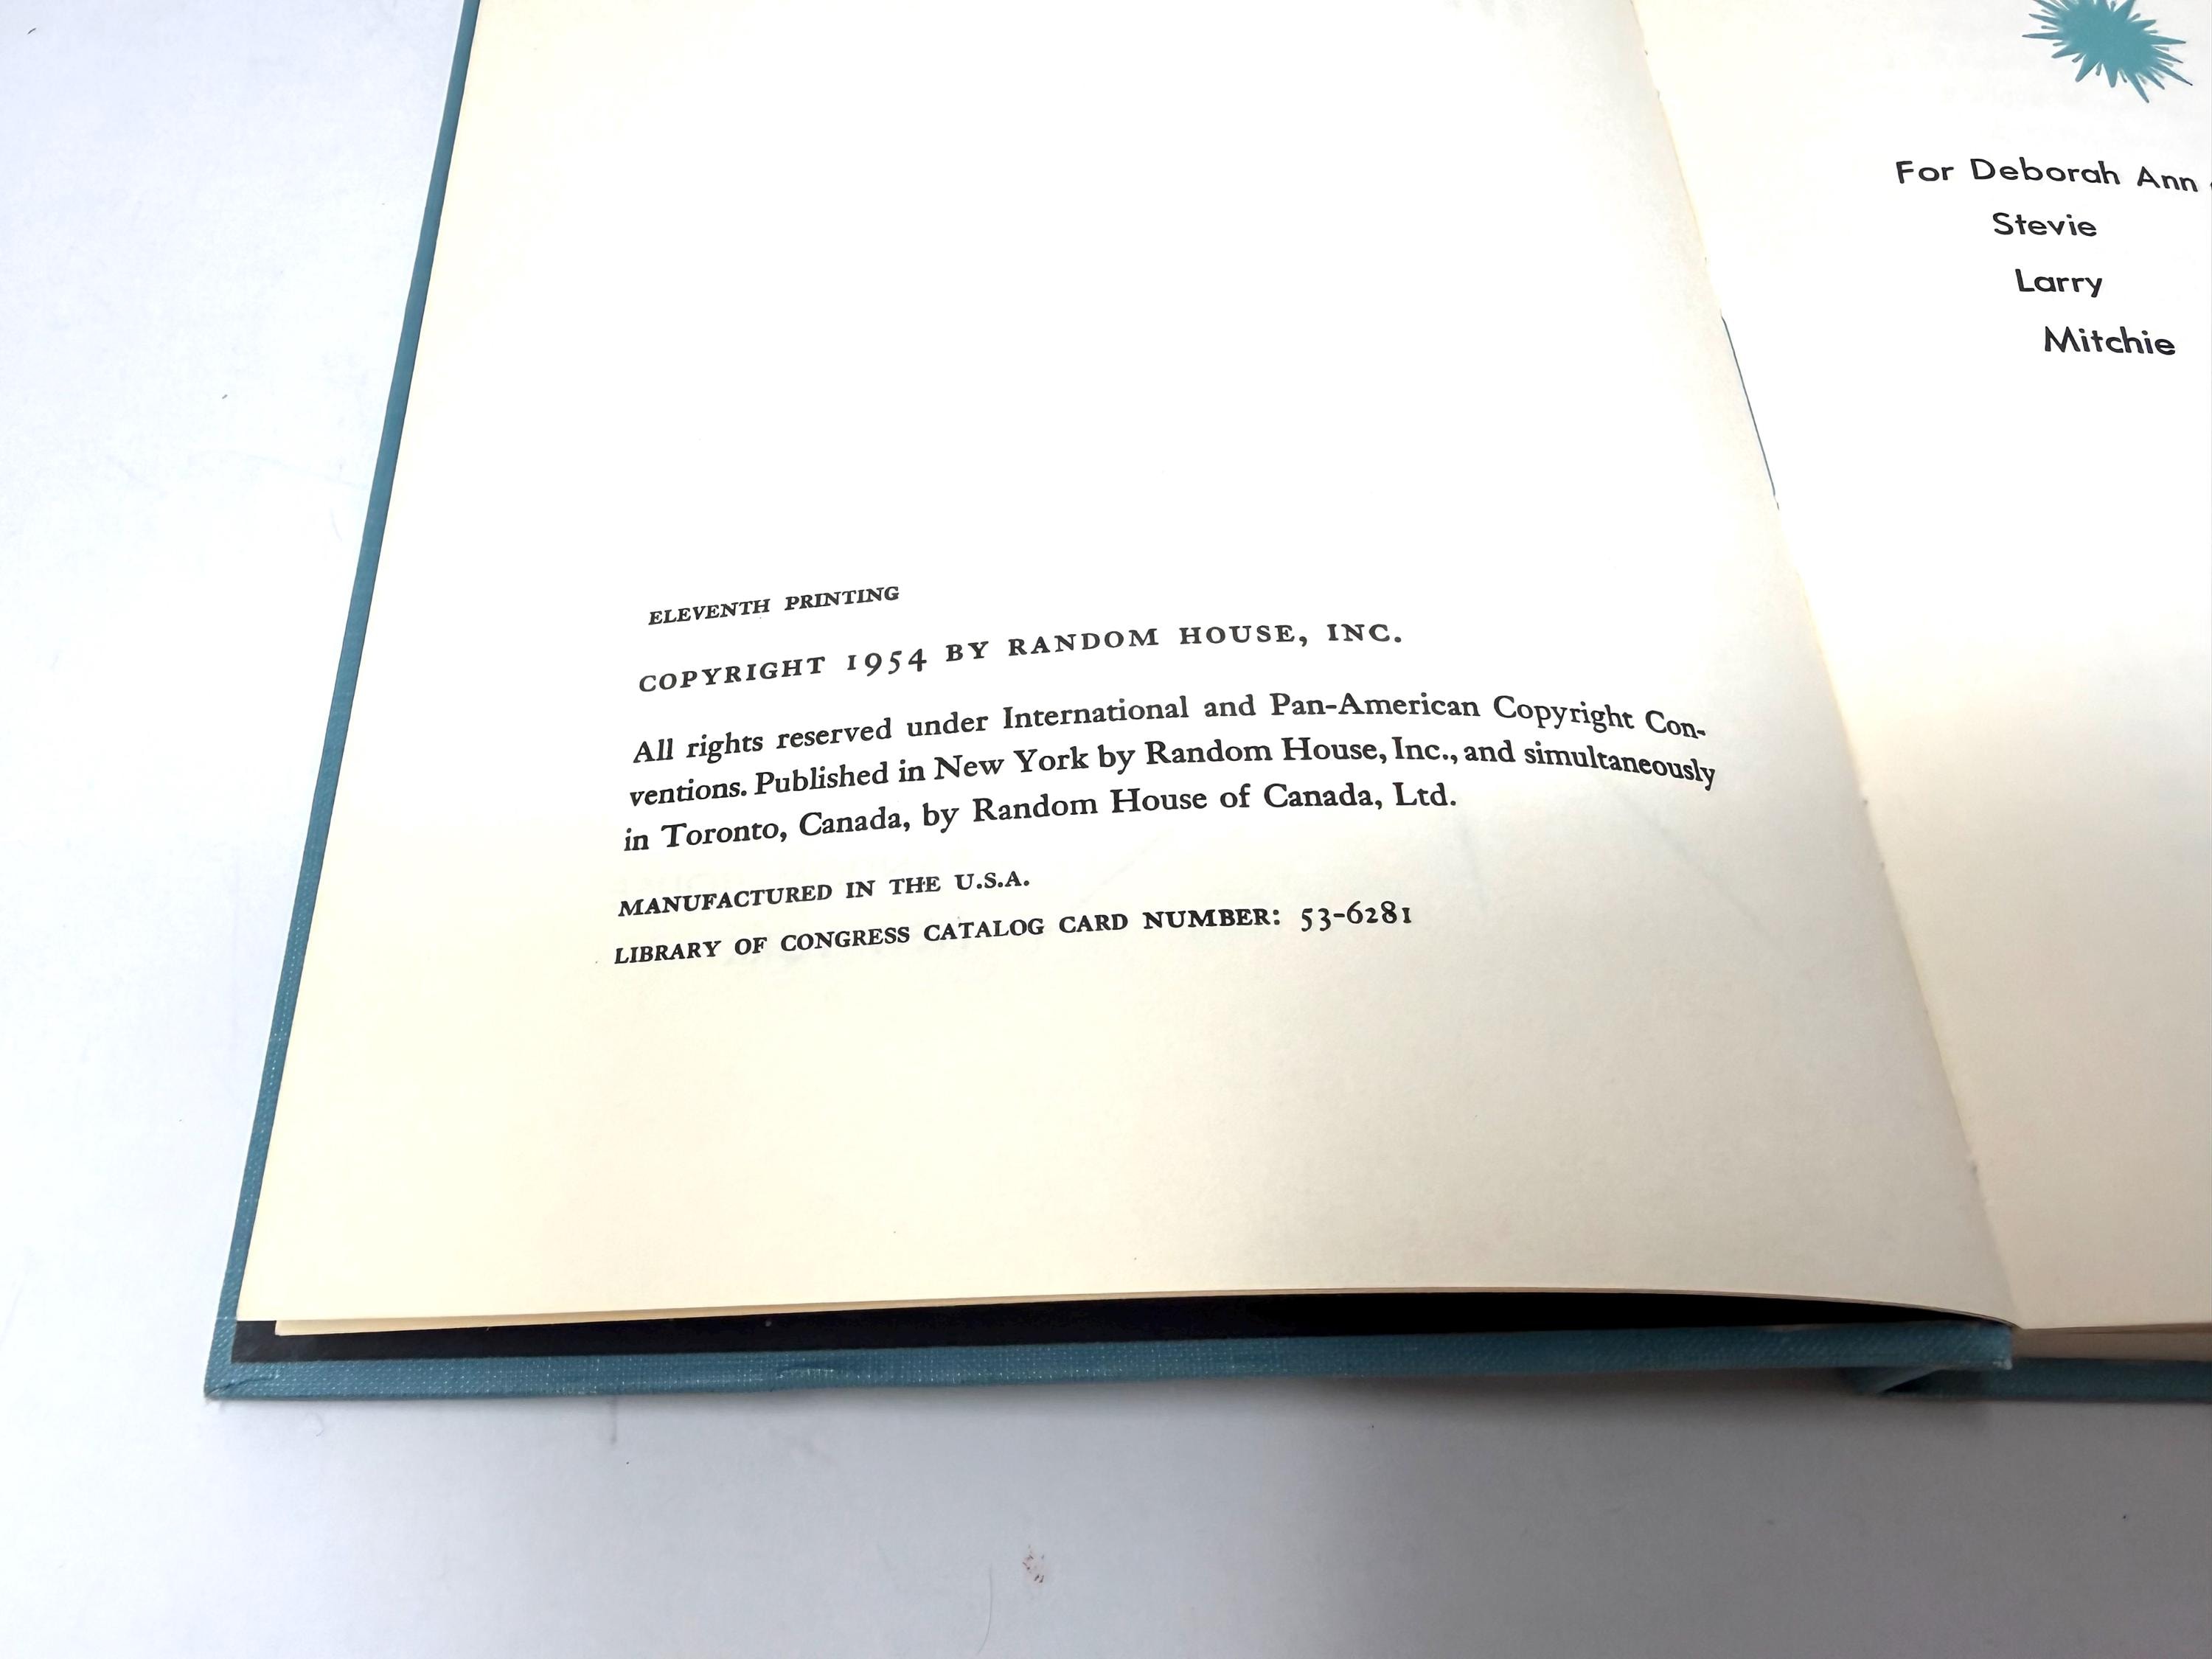 ELEVENTH PRINTING
COPYRIGHT 1954 BY RANDOM HOUSE, INC.
All rights reserved under International and Pan-American Copyright Con-
ventions. Published in New York by Random House, Inc., and simultaneously
in Toronto, Canada, by Random House of Canada, Ltd.
MANUFACTURED IN THE U.S.A.
LIBRARY OF CONGRESS CATALOG CARD NUMBER: 53-6281
For Deborah Ann
Stevie
Larry
Mitchie